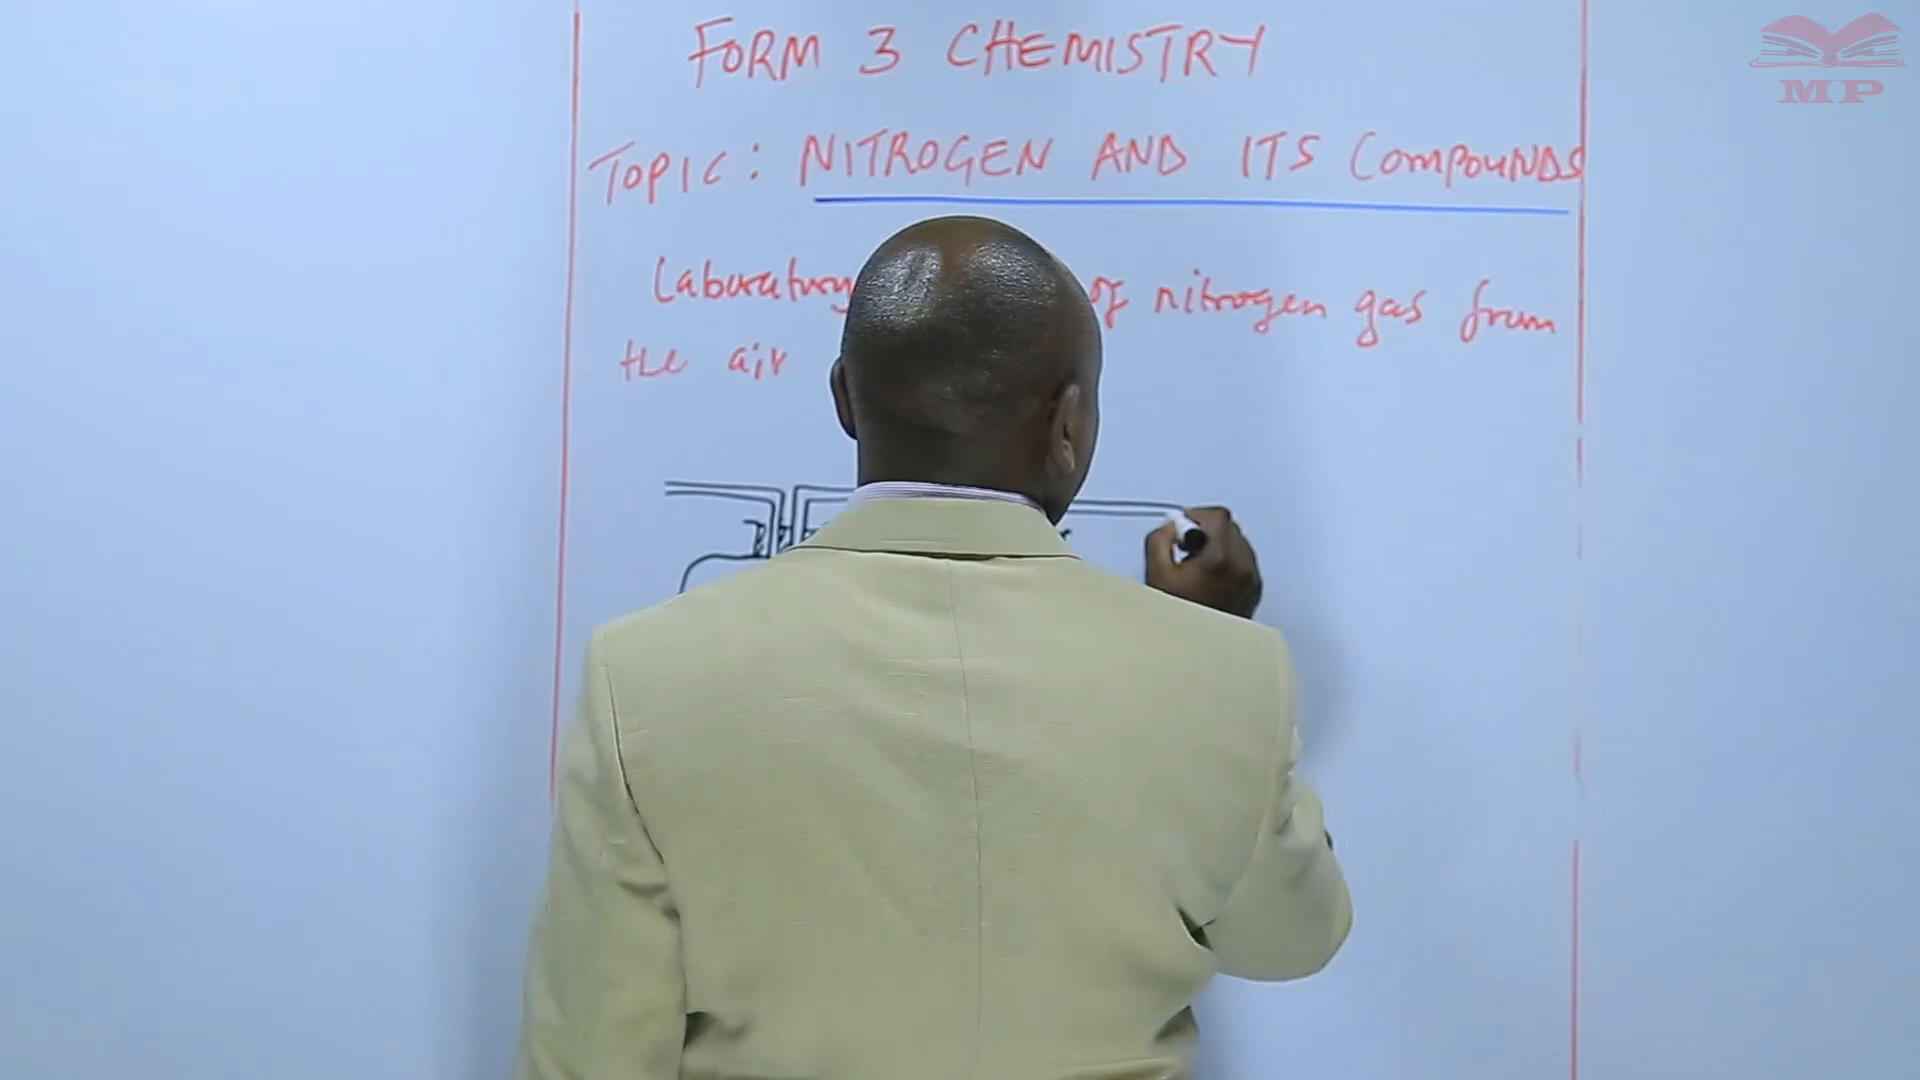 FORM 3 CHEMISTRY
MP
TOPIC: NITROGEN AND ITS COMPOUNDS
Laboratory of nitrogen gas from
the air